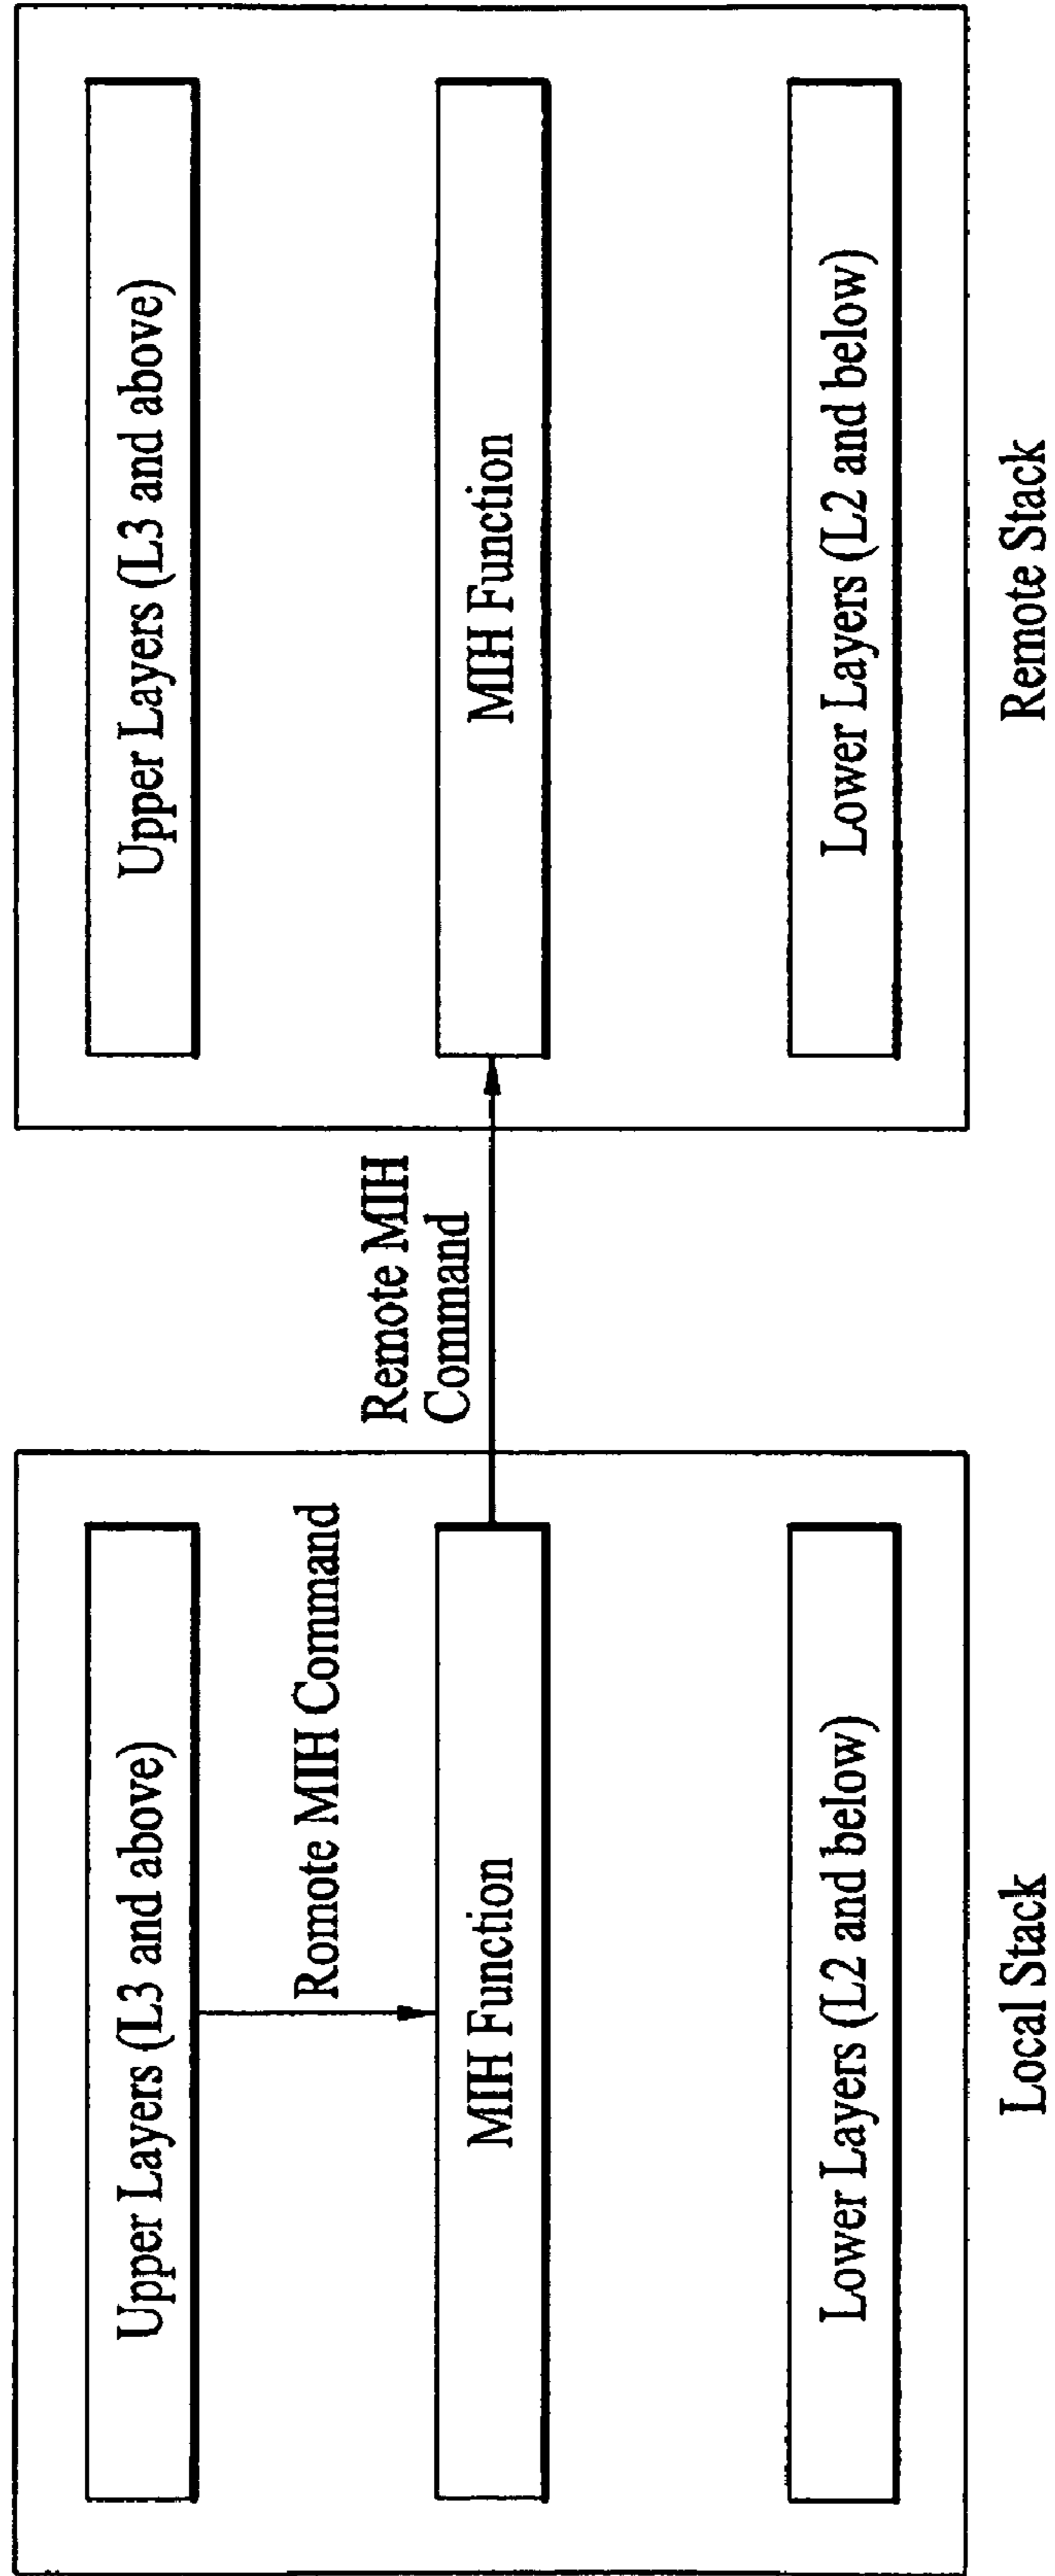 Upper Layers (L3 and above)
Romote MIH Command
MIH Function
Lower Layers (L2 and below)
Local Stack
Remote MIH
Command
Upper Layers (L3 and above)
MIH Function
Lower Layers (L2 and below)
Remote Stack